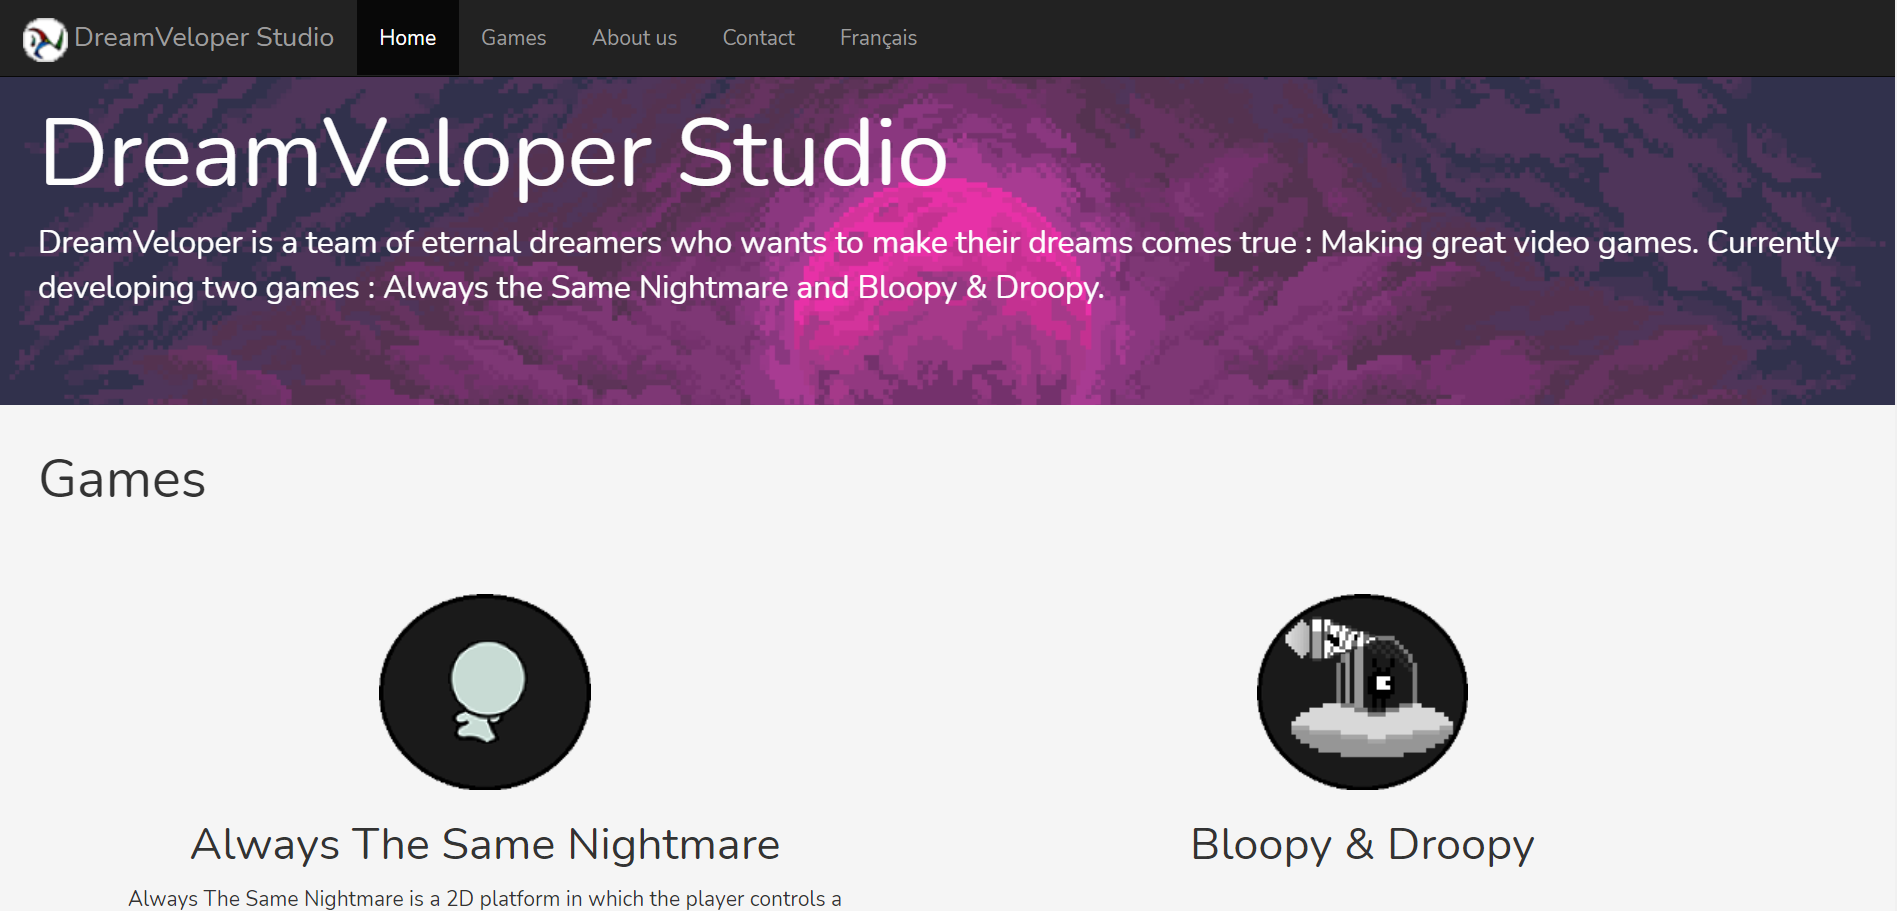 DreamVeloper Studio
Home
Games
About us
Contact
Français
DreamVeloper Studio
DreamVeloper is a team of eternal dreamers who wants to make their dreams comes true : Making great video games. Currently
developing two games : Always the Same Nightmare and Bloopy & Droopy.
Games
Always The Same Nightmare
Always The Same Nightmare is a 2D platform in which the player controls a
Bloopy & Droopy